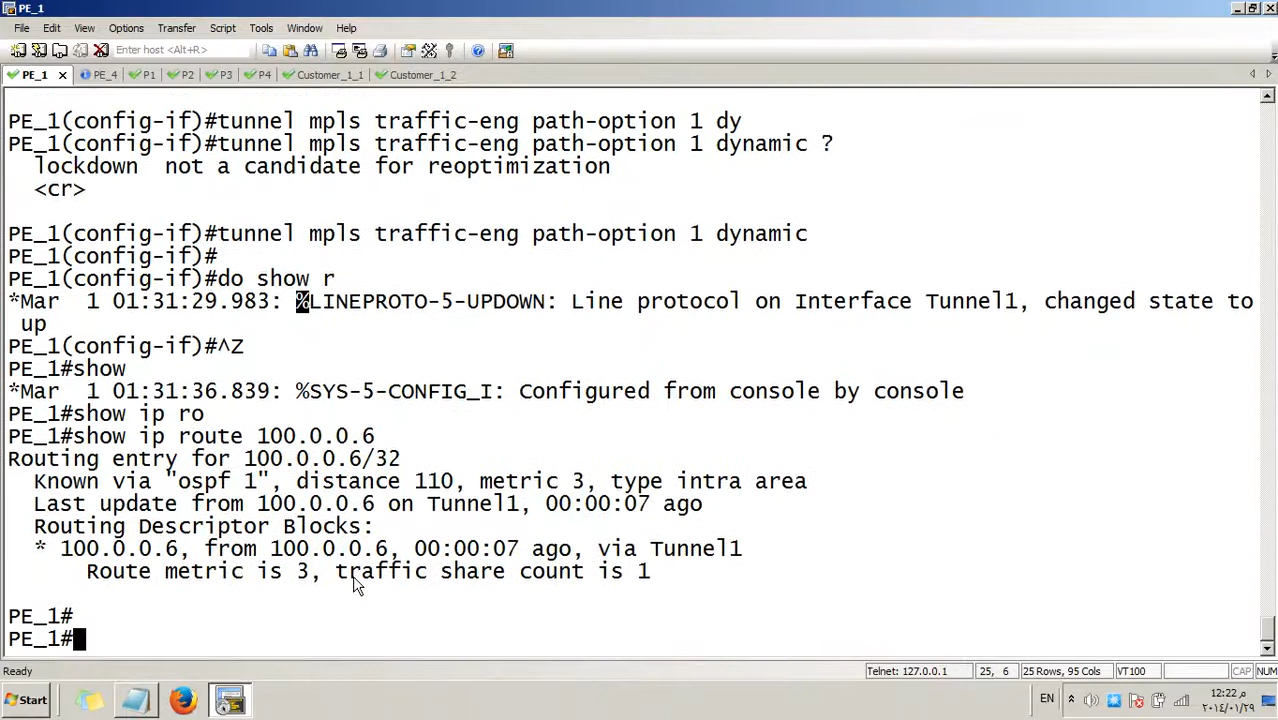 PE_1
File Edit View Options Transfer Script Tools Window Help
Enter host <Alt+R>
PE_1 PE_4 P1 P2 P3 P4 Customer_1_1 Customer_1_2
PE_1(config-if)#tunnel mpls traffic-eng path-option 1 dy
PE_1(config-if)#tunnel mpls traffic-eng path-option 1 dynamic ?
lockdown  not a candidate for reoptimization
<cr>
PE_1(config-if)#tunnel mpls traffic-eng path-option 1 dynamic
PE_1(config-if)#
PE_1(config-if)#do show r
*Mar  1 01:31:29.983: %LINEPROTO-5-UPDOWN: Line protocol on Interface Tunnel1, changed state to
up
PE_1(config-if)#^Z
PE_1#show
*Mar  1 01:31:36.839: %SYS-5-CONFIG_I: Configured from console by console
PE_1#show ip ro
PE_1#show ip route 100.0.0.6
Routing entry for 100.0.0.6/32
Known via "ospf 1", distance 110, metric 3, type intra area
Last update from 100.0.0.6 on Tunnel1, 00:00:07 ago
Routing Descriptor Blocks:
* 100.0.0.6, from 100.0.0.6, 00:00:07 ago, via Tunnel1
Route metric is 3, traffic share count is 1
PE_1#
PE_1#
Ready Telnet: 127.0.0.1 25, 6 25 Rows, 95 Cols VT100 CAP NUM
Start EN 12:22 م
٢٠١٤/٠١/٢٩